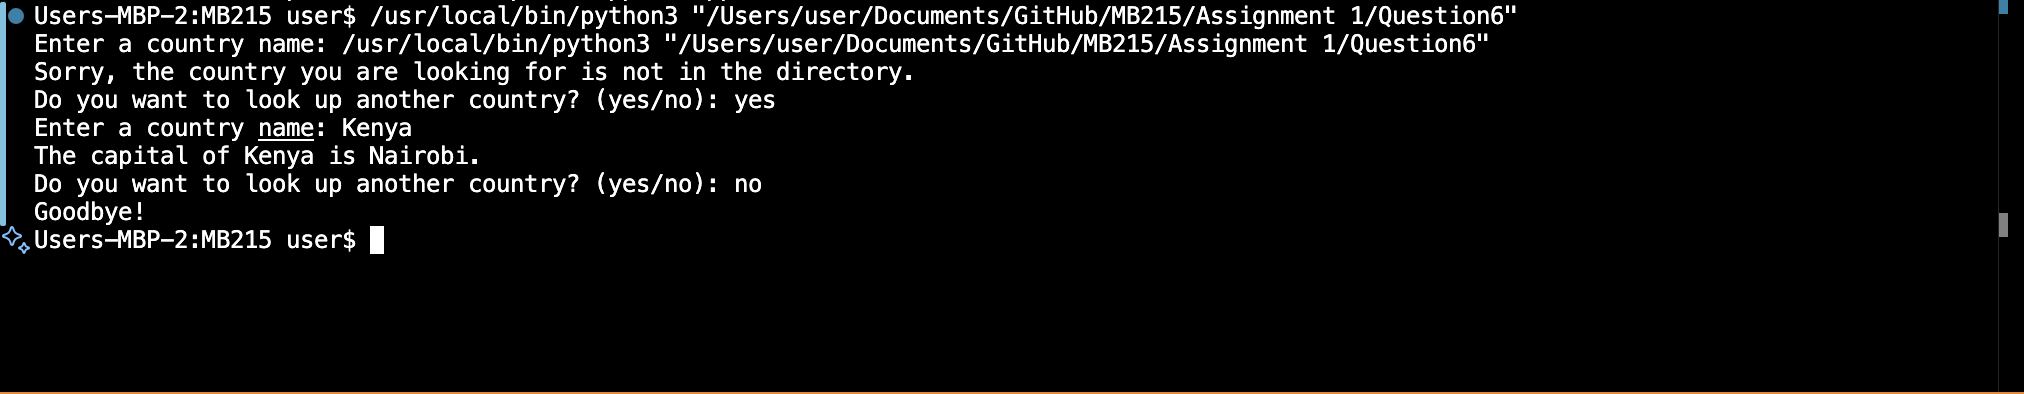 Users-MBP-2:MB215 user$ /usr/local/bin/python3 "/Users/user/Documents/GitHub/MB215/Assignment 1/Question6"
Enter a country name: /usr/local/bin/python3 "/Users/user/Documents/GitHub/MB215/Assignment 1/Question6"
Sorry, the country you are looking for is not in the directory.
Do you want to look up another country? (yes/no): yes
Enter a country name: Kenya
The capital of Kenya is Nairobi.
Do you want to look up another country? (yes/no): no
Goodbye!
Users-MBP-2:MB215 user$